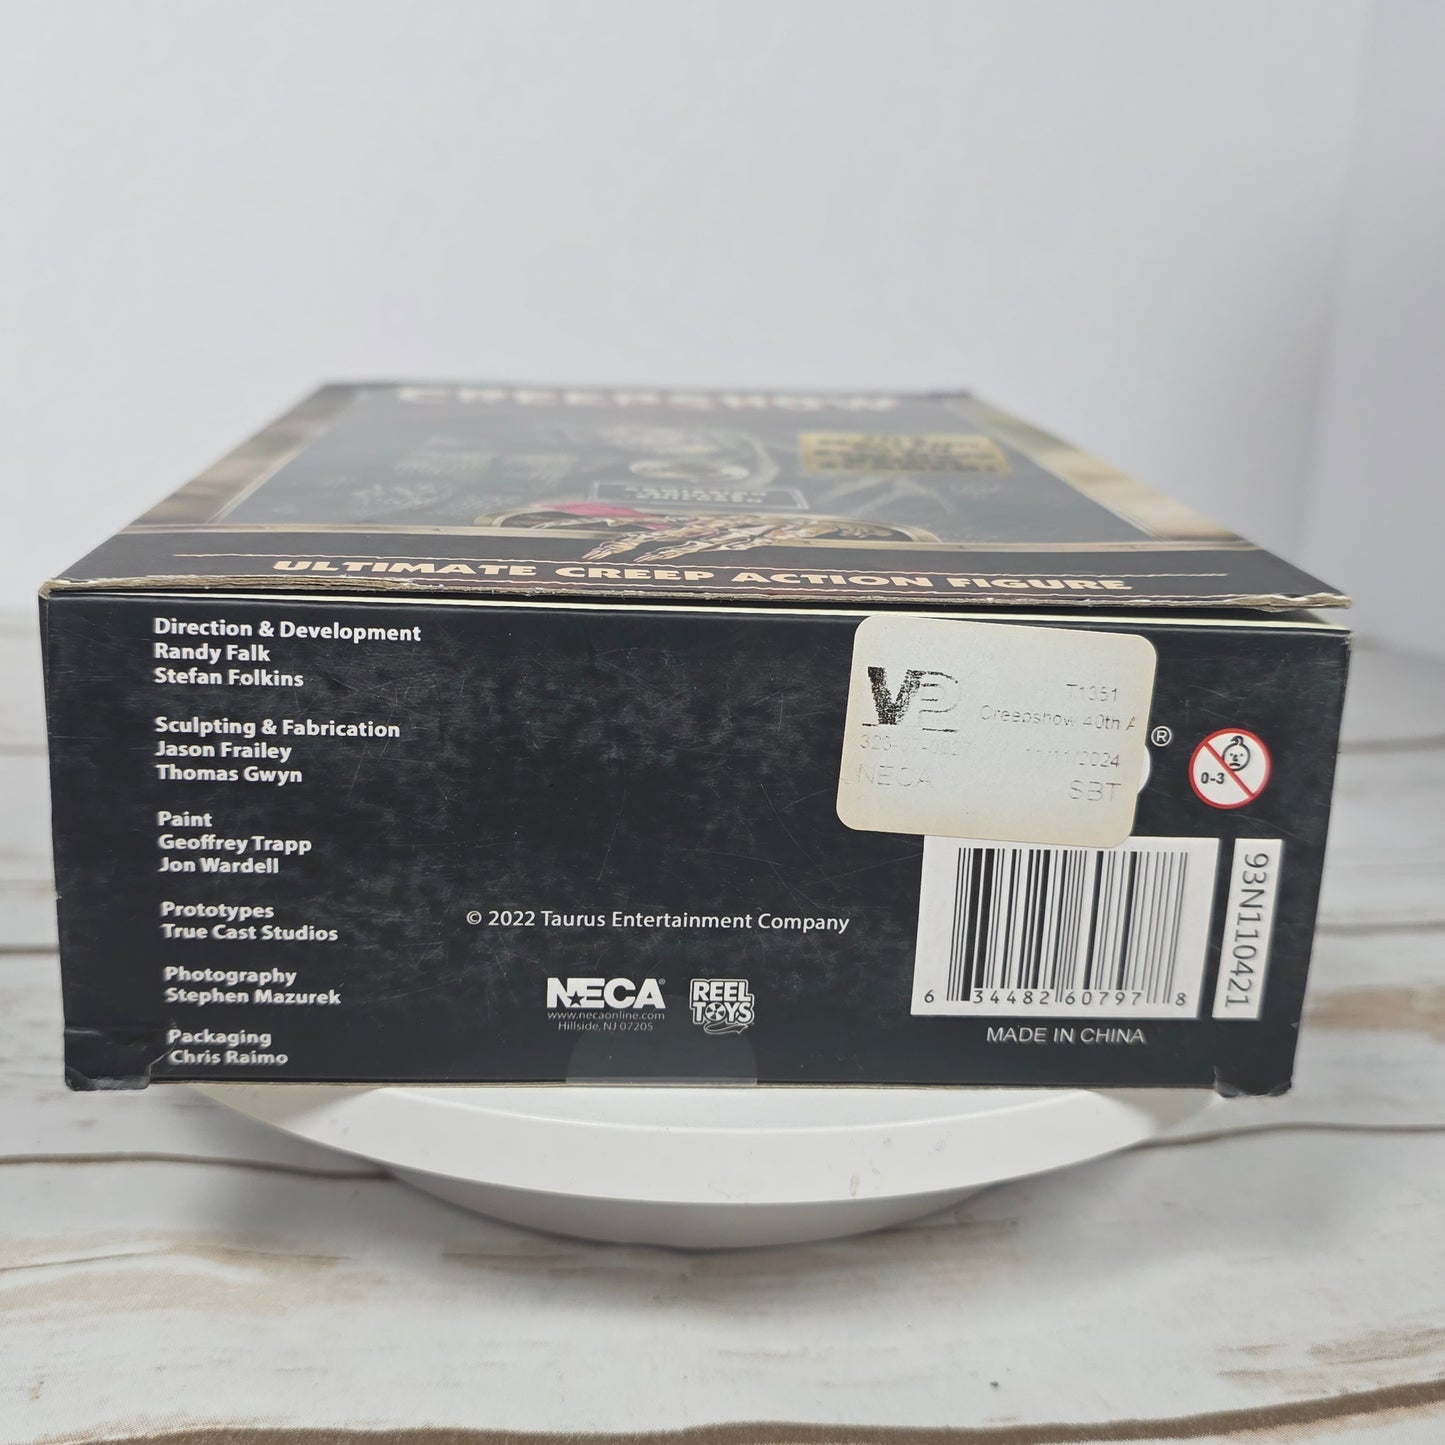 CREEPSHOW
ULTIMATE CREEP ACTION FIGURE
Direction & Development
Randy Falk
Stefan Folkins
Sculpting & Fabrication
Jason Frailey
Thomas Gwyn
Paint
Geoffrey Trapp
Jon Wardell
Prototypes
True Cast Studios
Photography
Stephen Mazurek
Packaging
Chris Raimo
© 2022 Taurus Entertainment Company
NECA®
www.necaonline.com
Hillside, NJ 07205
REEL
TOYS
T1351
Creepshow 40th A
NECA
SBT
®
0-3
6 34482 60797 8
MADE IN CHINA
93N110421